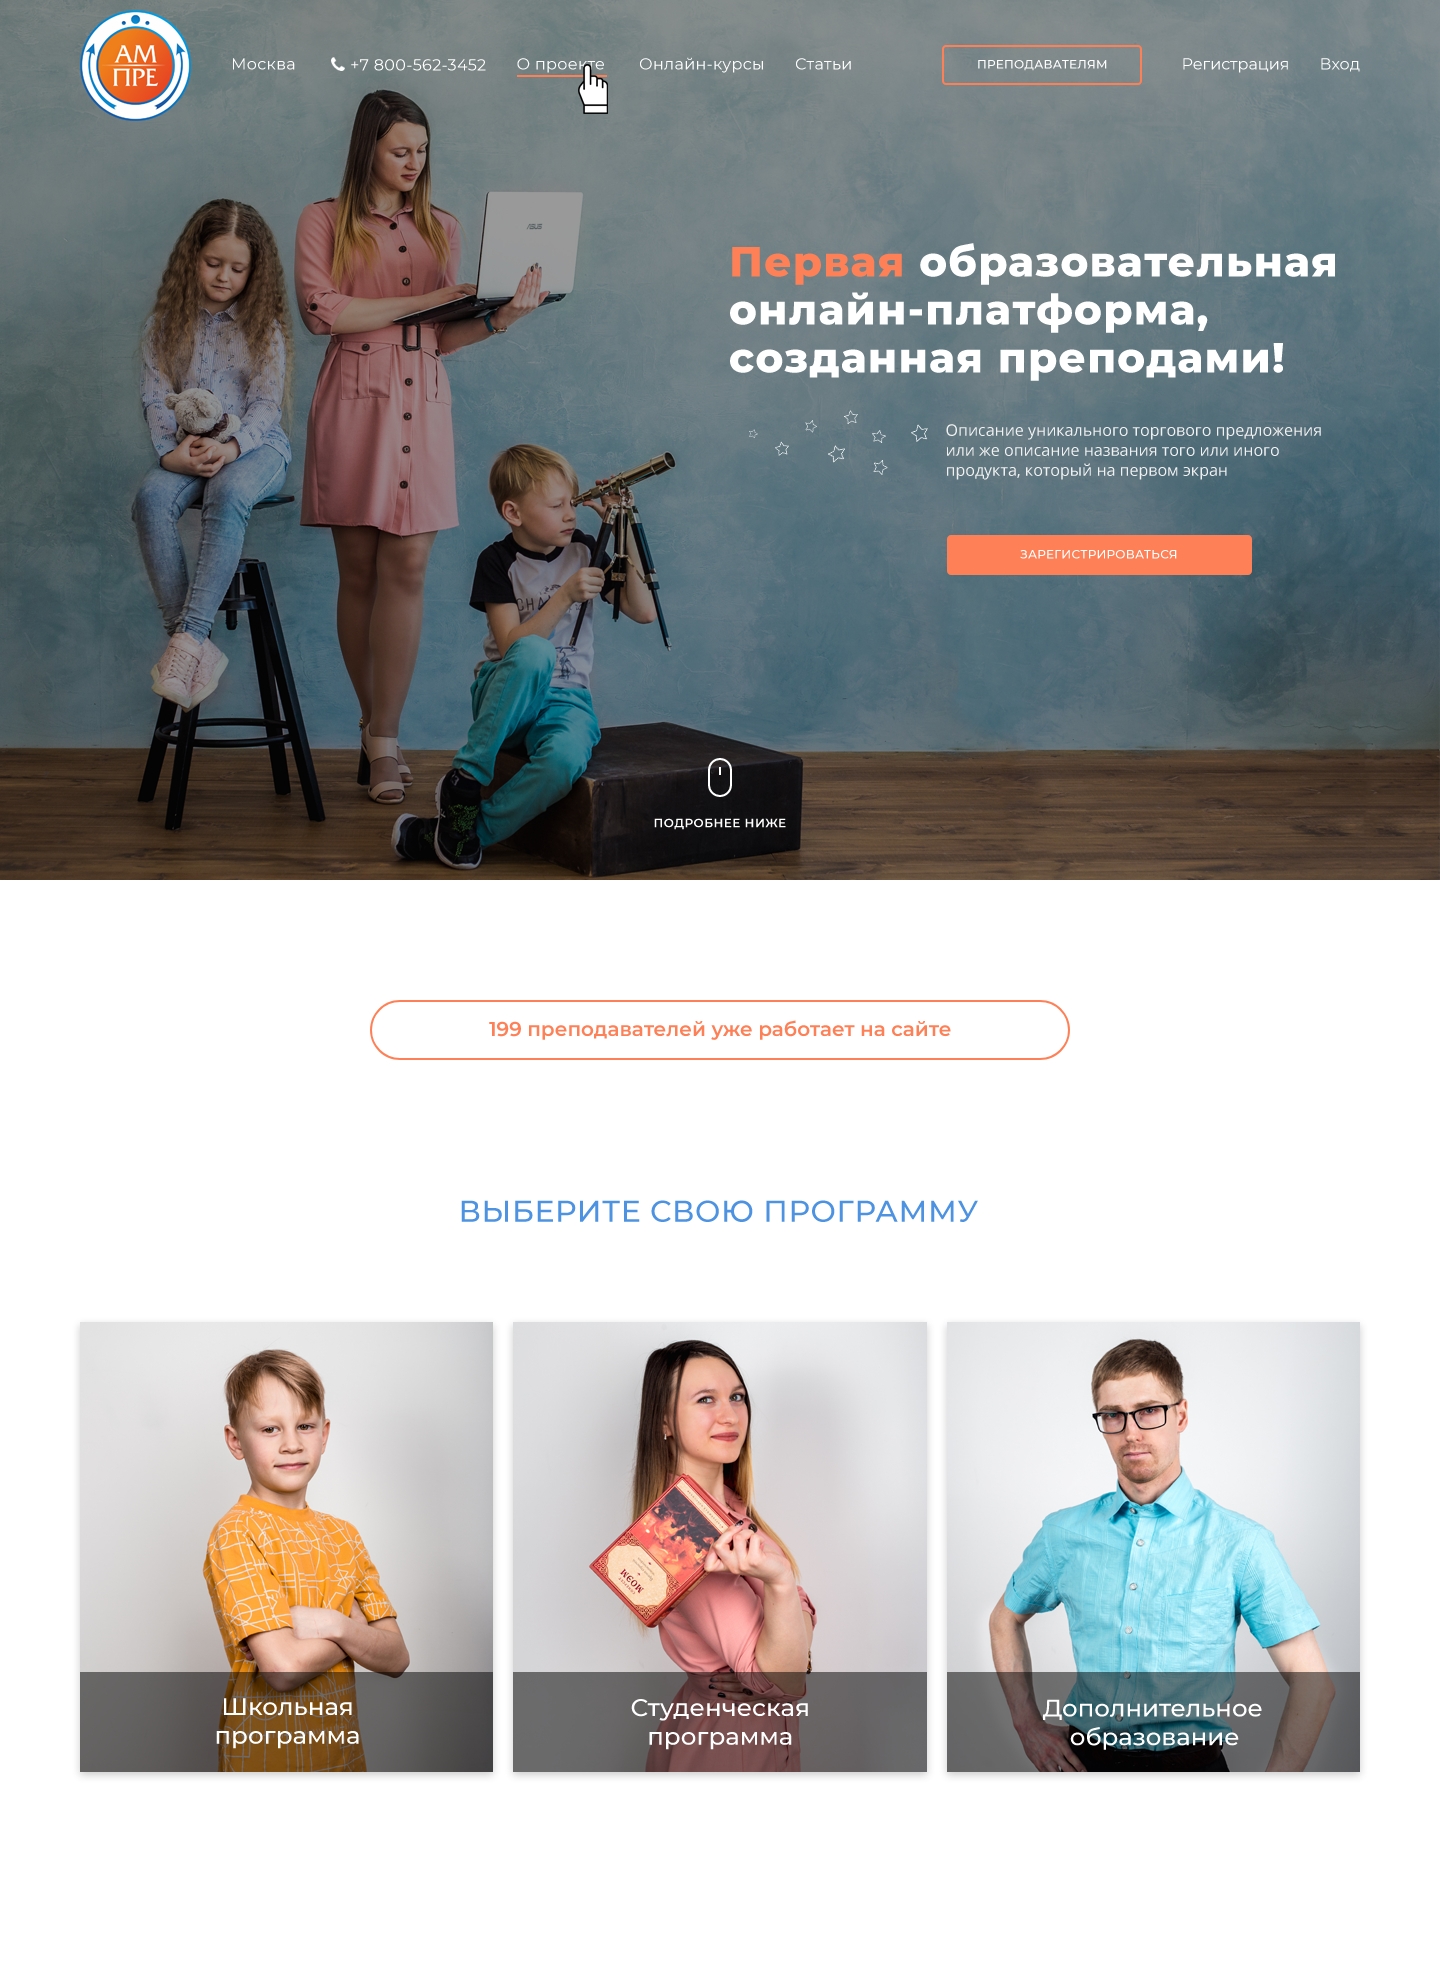 АМ
ПРЕ
Москва
+7 800-562-3452
О проекте
Онлайн-курсы
Статьи
ПРЕПОДАВАТЕЛЯМ
Регистрация
Вход
ASUS
Первая образовательная
онлайн-платформа,
созданная преподами!
Описание уникального торгового предложения
или же описание названия того или иного
продукта, который на первом экран
ЗАРЕГИСТРИРОВАТЬСЯ
ПОДРОБНЕЕ НИЖЕ
199 преподавателей уже работает на сайте
ВЫБЕРИТЕ СВОЮ ПРОГРАММУ
Школьная
программа
Студенческая
программа
Дополнительное
образование